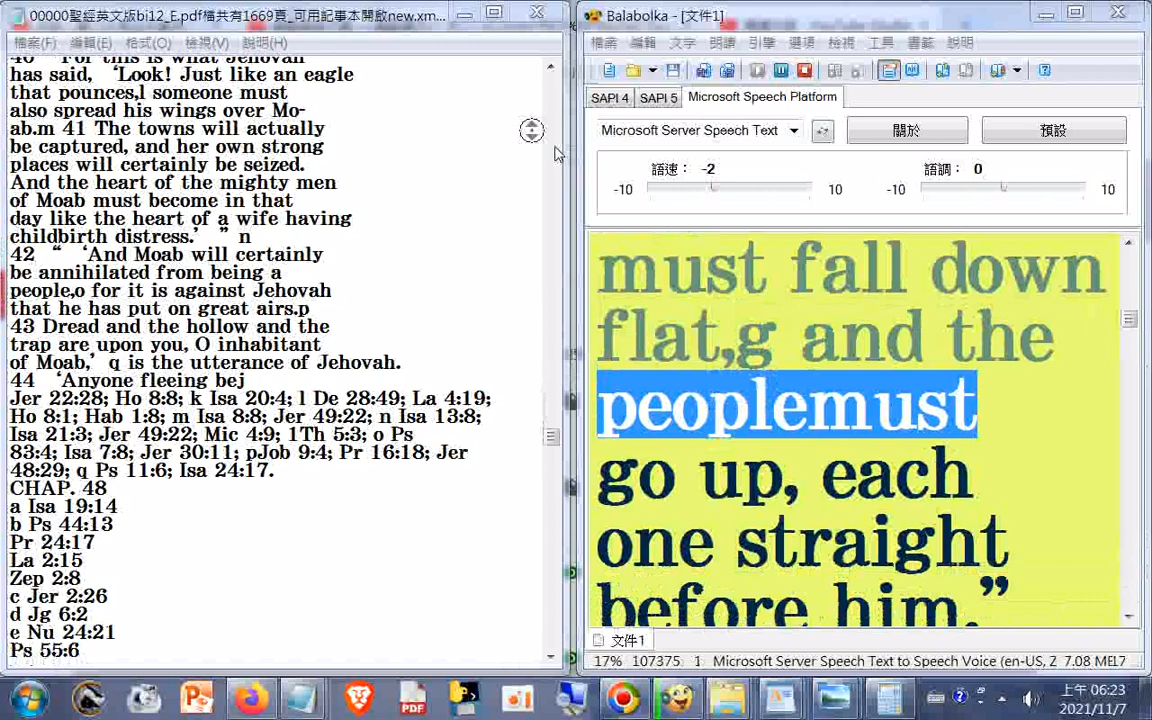 00000聖經英文版bi12_E.pdf檔共有1669頁_可用記事本開啟new.xm...
檔案(F) 編輯(E) 格式(O) 檢視(V) 說明(H)
40 “For this is what Jehovah
has said, ‘Look! Just like an eagle
that pounces,l someone must
also spread his wings over Mo-
ab.m 41 The towns will actually
be captured, and her own strong
places will certainly be seized.
And the heart of the mighty men
of Moab must become in that
day like the heart of a wife having
childbirth distress.’ ” n
42 “ ‘And Moab will certainly
be annihilated from being a
people,o for it is against Jehovah
that he has put on great airs.p
43 Dread and the hollow and the
trap are upon you, O inhabitant
of Moab,’ q is the utterance of Jehovah.
44 ‘Anyone fleeing bej
Jer 22:28; Ho 8:8; k Isa 20:4; l De 28:49; La 4:19;
Ho 8:1; Hab 1:8; m Isa 8:8; Jer 49:22; n Isa 13:8;
Isa 21:3; Jer 49:22; Mic 4:9; 1Th 5:3; o Ps
83:4; Isa 7:8; Jer 30:11; pJob 9:4; Pr 16:18; Jer
48:29; q Ps 11:6; Isa 24:17.
CHAP. 48
a Isa 19:14
b Ps 44:13
Pr 24:17
La 2:15
Zep 2:8
c Jer 2:26
d Jg 6:2
e Nu 24:21
Ps 55:6
Balabolka - [文件1]
檔案 編輯 文字 朗讀 引擎 選項 檢視 工具 書籤 說明
SAPI 4 SAPI 5 Microsoft Speech Platform
Microsoft Server Speech Text 關於 預設
語速： -2 語調： 0
-10 10 -10 10
must fall down
flat,g and the
peoplemust
go up, each
one straight
before him.”
文件1
17% 107375 1 Microsoft Server Speech Text to Speech Voice (en-US, 2 7.08 MEL7
PDF
上午 06:23
2021/11/7